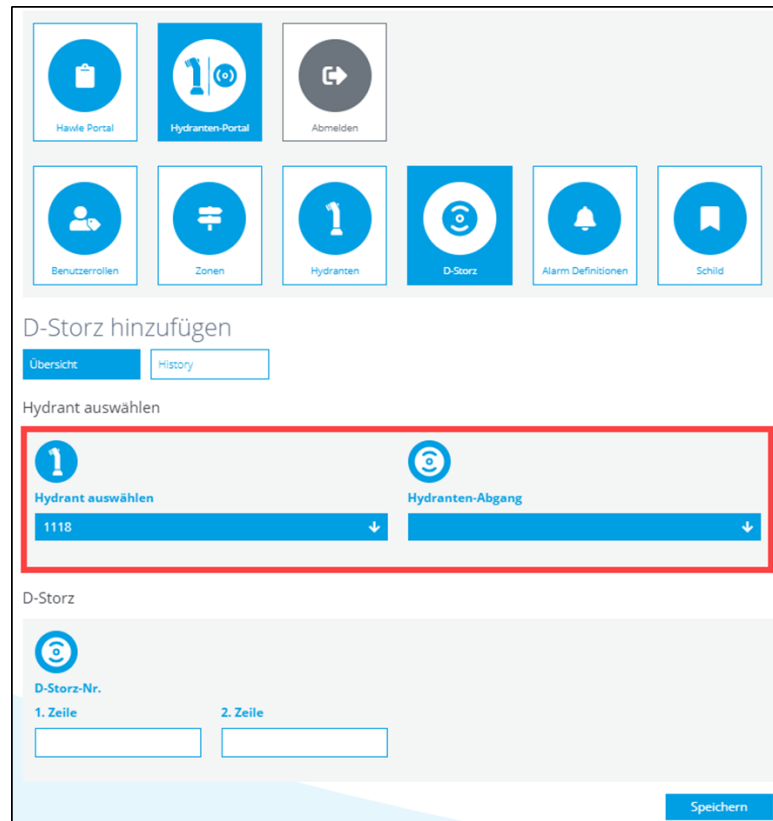 Hawle Portal
Hydranten-Portal
Abmelden
Benutzerrollen
Zonen
Hydranten
D-Storz
Alarm Definitionen
Schild
D-Storz hinzufügen
Übersicht
History
Hydrant auswählen
Hydrant auswählen
Hydranten-Abgang
1118
D-Storz
D-Storz-Nr.
1. Zeile
2. Zeile
Speichern